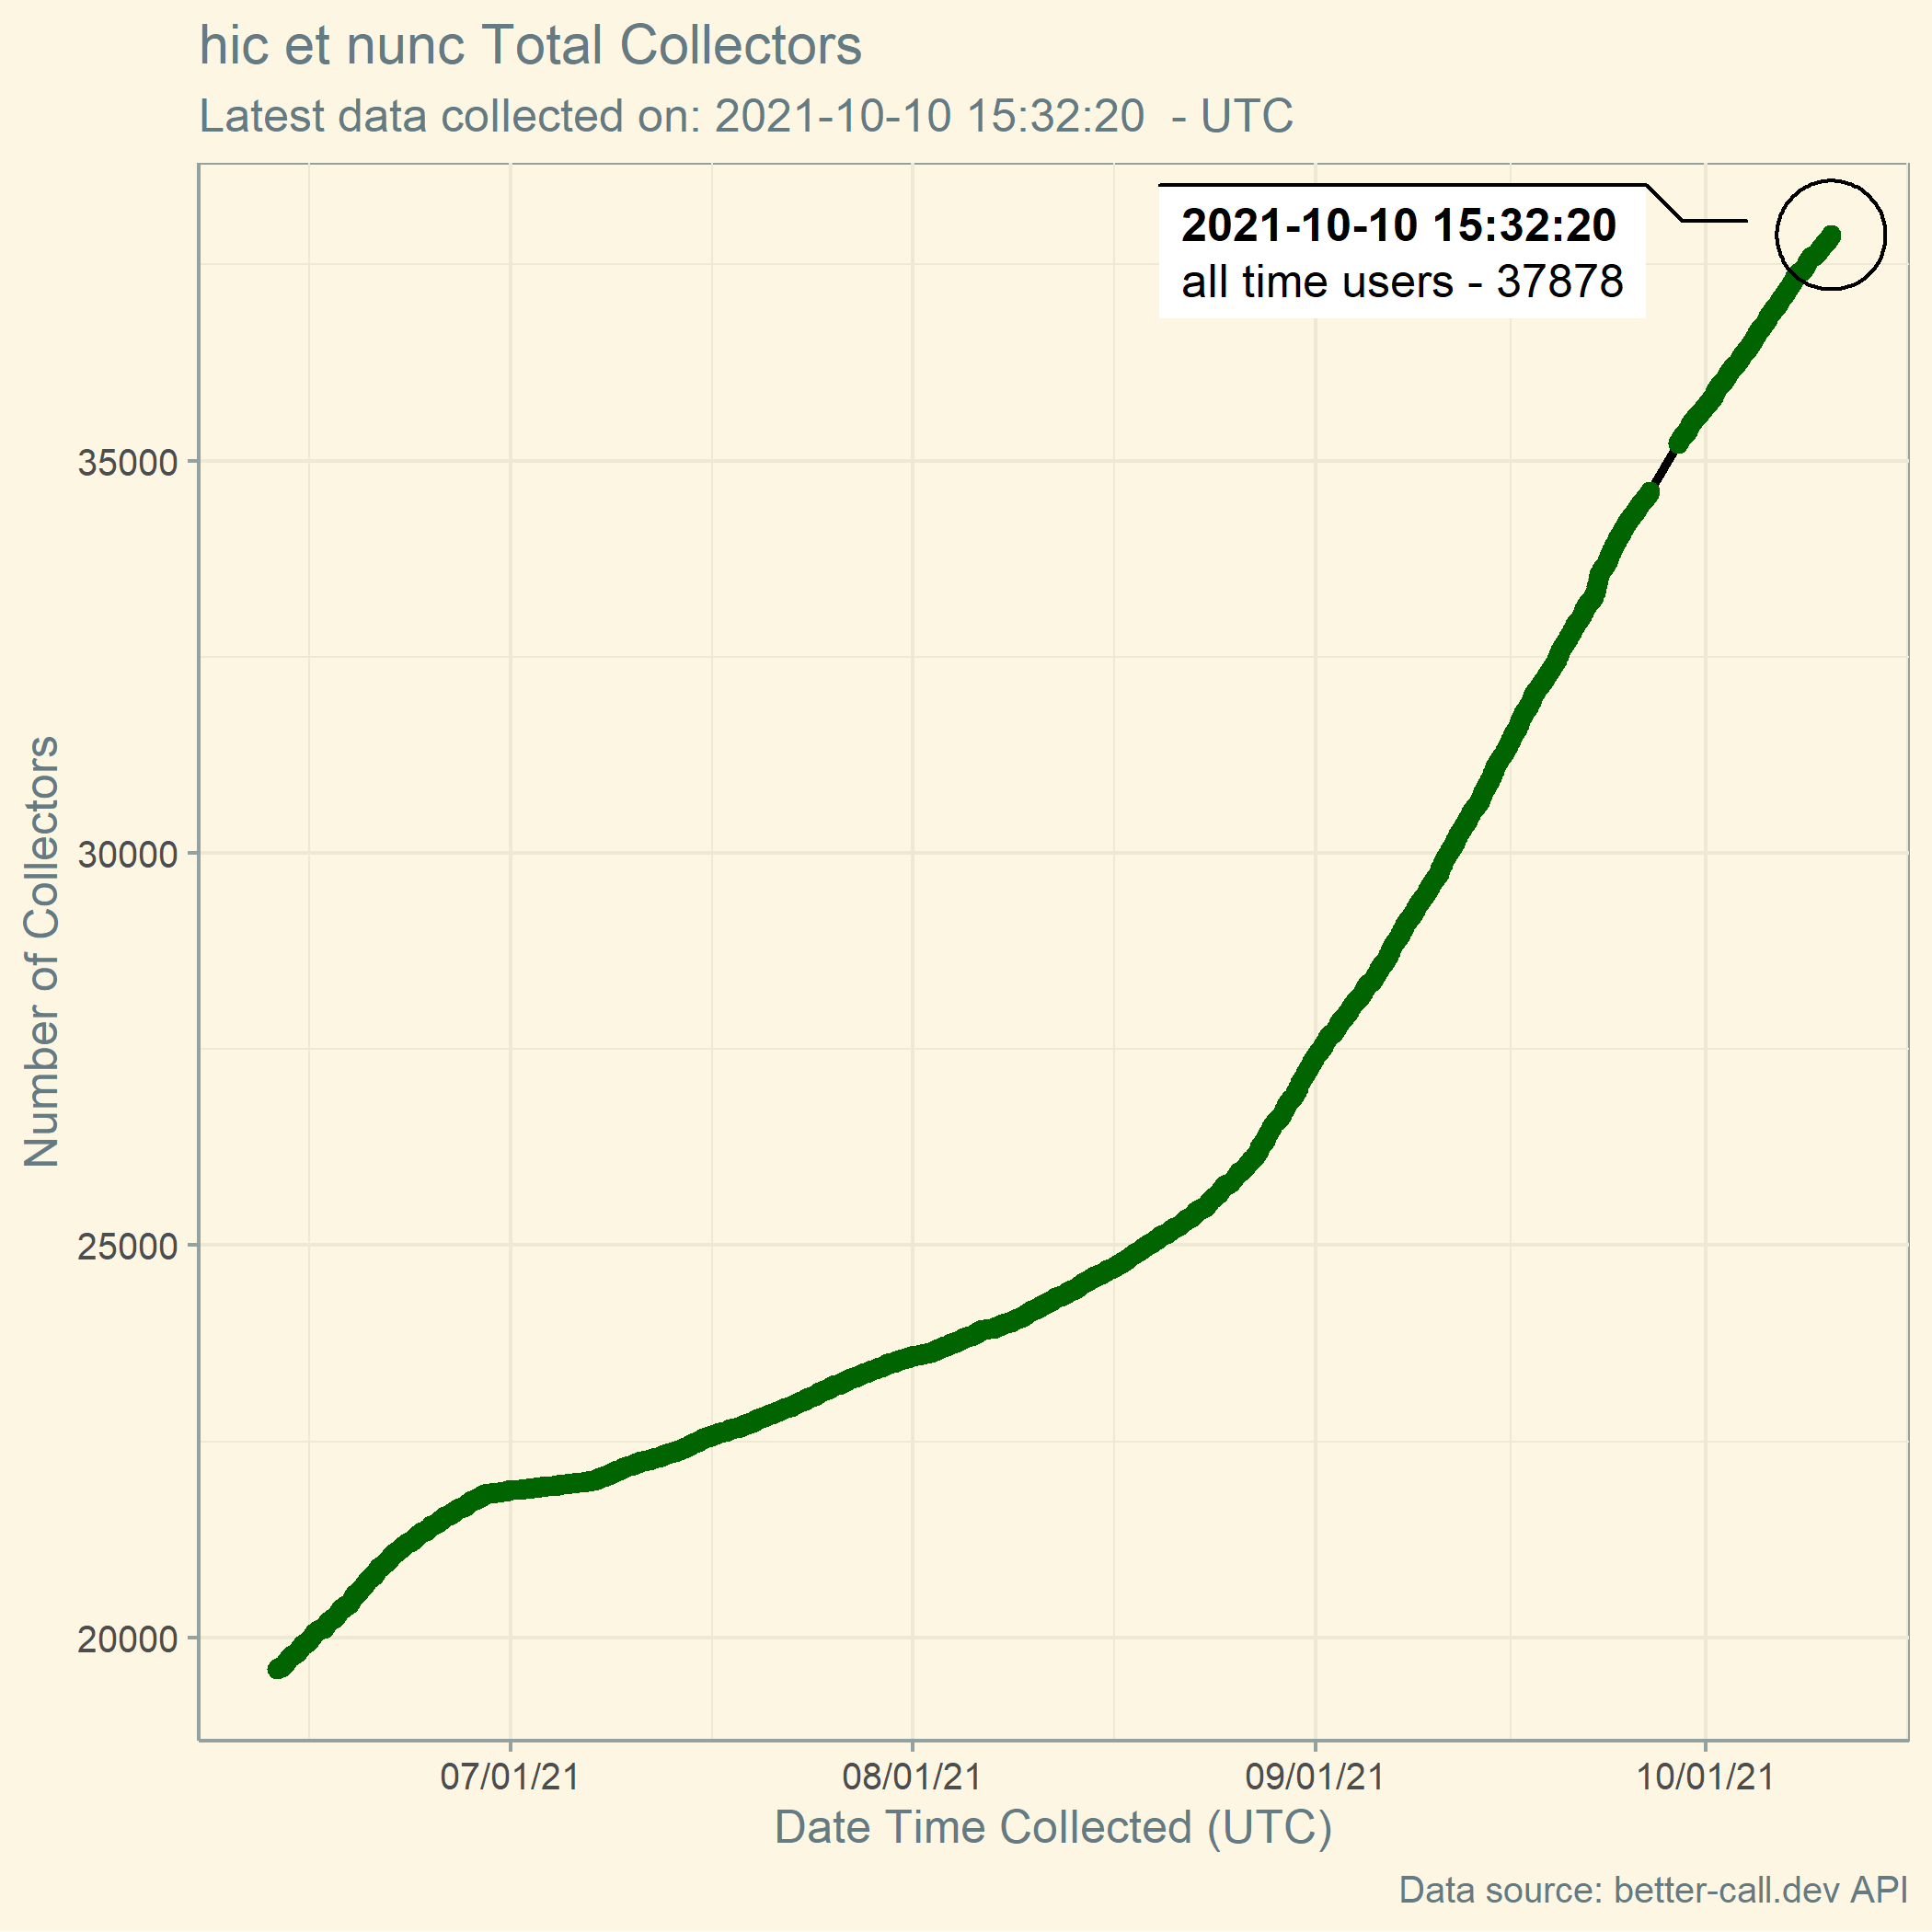 hic et nunc Total Collectors
Latest data collected on: 2021-10-10 15:32:20  - UTC
2021-10-10 15:32:20
all time users - 37878
Number of Collectors
35000
30000
25000
20000
07/01/21 08/01/21 09/01/21 10/01/21
Date Time Collected (UTC)
Data source: better-call.dev API